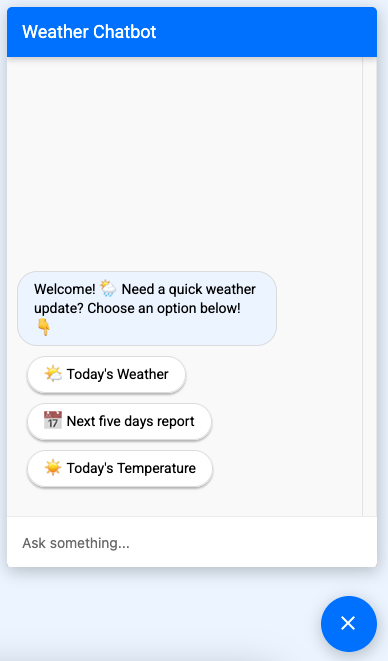 Weather Chatbot
Welcome! 🌦️ Need a quick weather
update? Choose an option below!
👇
🌤️ Today's Weather
📅 Next five days report
☀️ Today's Temperature
Ask something...